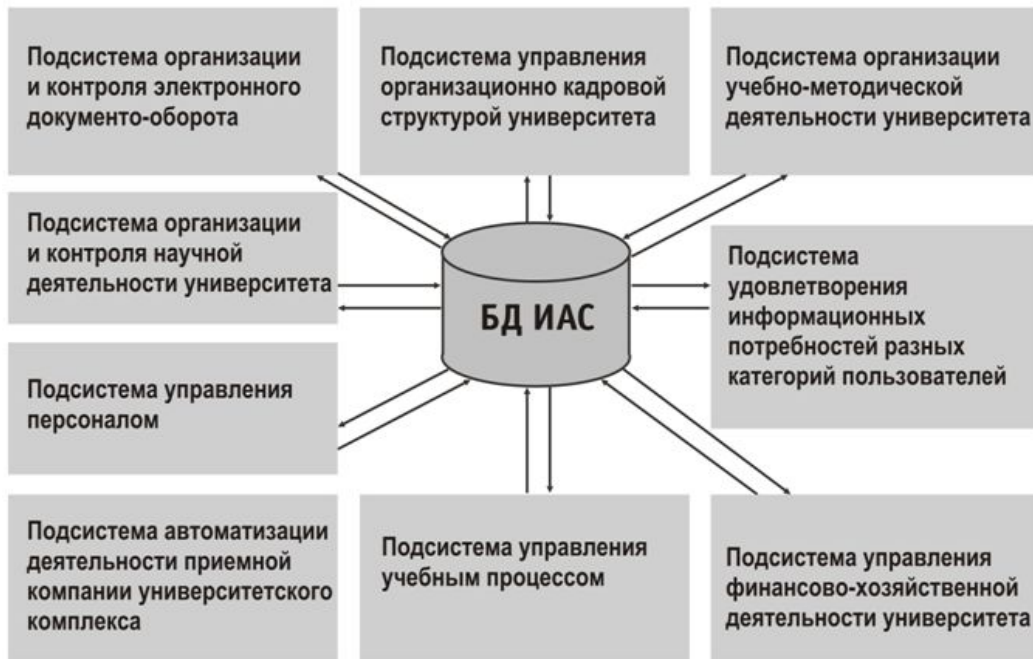 Подсистема организации
и контроля электронного
документо-оборота
Подсистема управления
организационно кадровой
структурой университета
Подсистема организации
учебно-методической
деятельности университета
Подсистема организации
и контроля научной
деятельности университета
БД ИАС
Подсистема
удовлетворения
информационных
потребностей разных
категорий пользователей
Подсистема управления
персоналом
Подсистема автоматизации
деятельности приемной
компании университетского
комплекса
Подсистема управления
учебным процессом
Подсистема управления
финансово-хозяйственной
деятельности университета